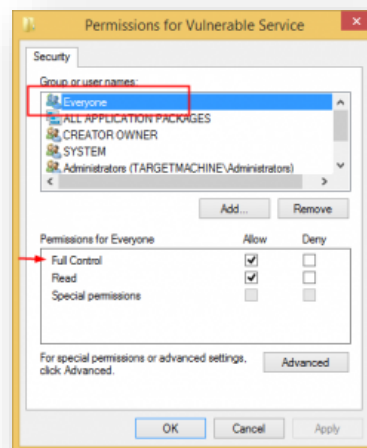 Permissions for Vulnerable Service
Security
Group or user names:
Everyone
ALL APPLICATION PACKAGES
CREATOR OWNER
SYSTEM
Administrators (TARGETMACHINE\Administrators)
Add... Remove
Permissions for Everyone Allow Deny
Full Control
Read
Special permissions
For special permissions or advanced settings,
click Advanced.
Advanced
OK Cancel Apply